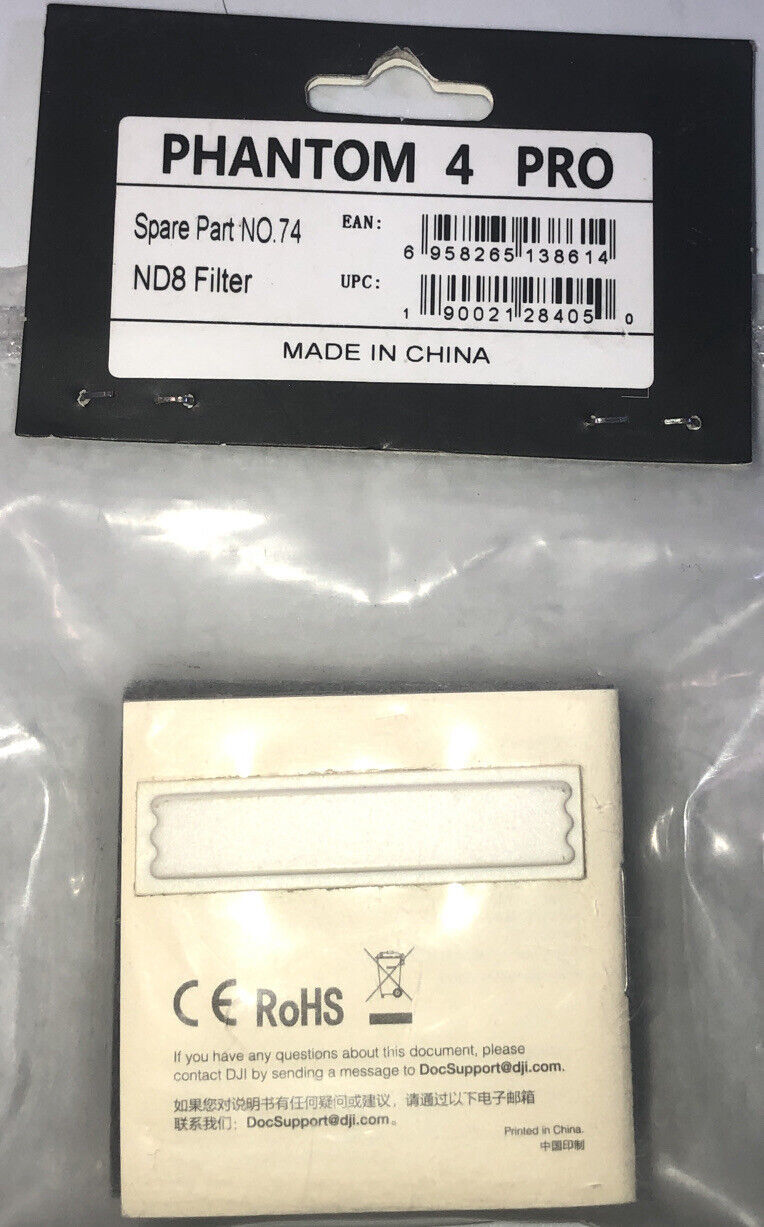 PHANTOM 4 PRO
Spare Part NO.74
EAN:
6 958265 138614
ND8 Filter
UPC:
1 90021 28405 0
MADE IN CHINA
CE RoHS
If you have any questions about this document, please
contact DJI by sending a message to DocSupport@dji.com.
如果您对说明书有任何疑问或建议，请通过以下电子邮箱
联系我们：DocSupport@dji.com。
Printed in China.
中国印制